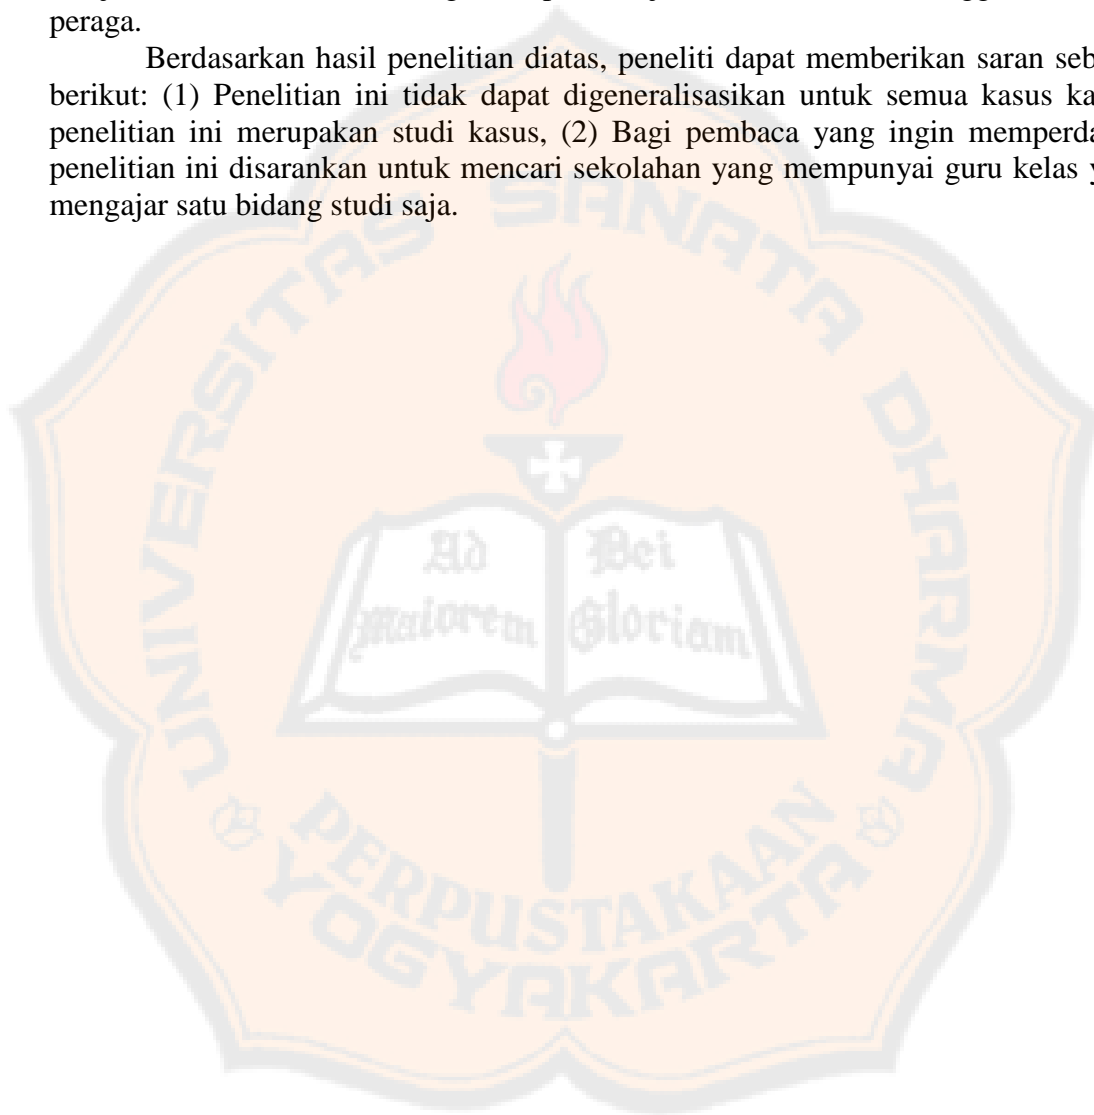 peraga.
Berdasarkan hasil penelitian diatas, peneliti dapat memberikan saran seb
berikut: (1) Penelitian ini tidak dapat digeneralisasikan untuk semua kasus ka
penelitian ini merupakan studi kasus, (2) Bagi pembaca yang ingin memperda
penelitian ini disarankan untuk mencari sekolahan yang mempunyai guru kelas y
mengajar satu bidang studi saja.
UNIVERSITAS SANATA DHARMA
Ad Dei
maiorem Gloriam
PERPUSTAKAAN
YOGYAKARTA